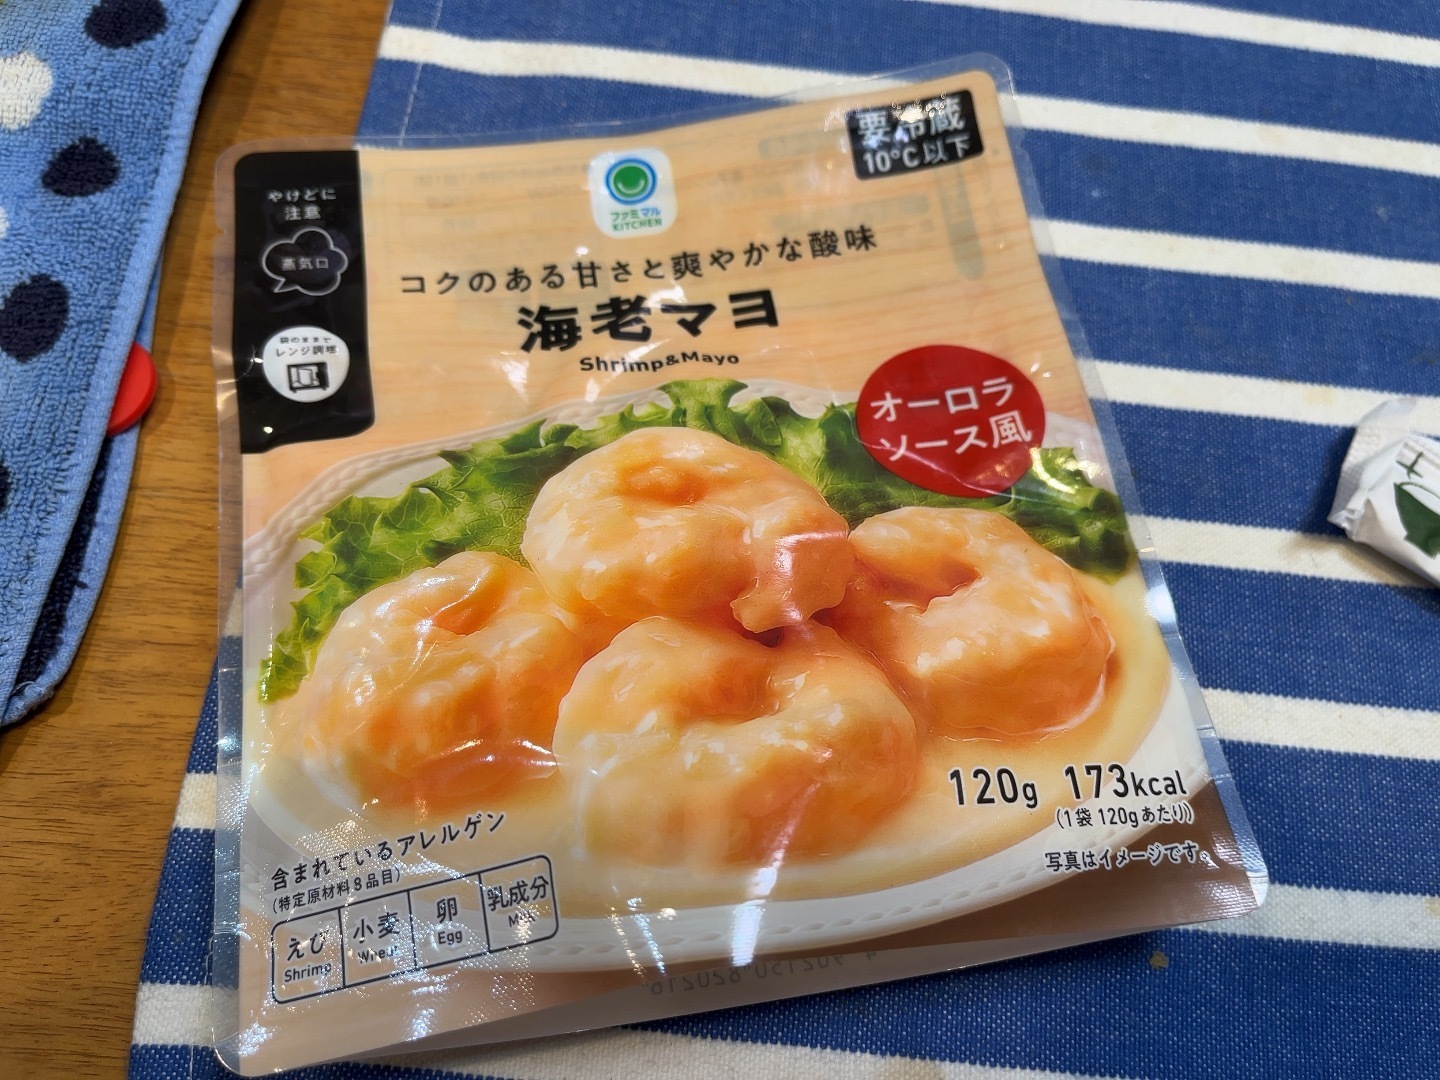 要冷蔵
10°C以下
やけどに
注意
蒸気口
袋のままで
レンジ調理
ファミマル
KITCHEN
コクのある甘さと爽やかな酸味
海老マヨ
Shrimp&Mayo
オーロラ
ソース風
120g 173kcal
(1袋120gあたり)
写真はイメージです。
含まれているアレルゲン
(特定原材料8品目)
えび 小麦 卵 乳成分
Shrimp Wheat Egg Milk